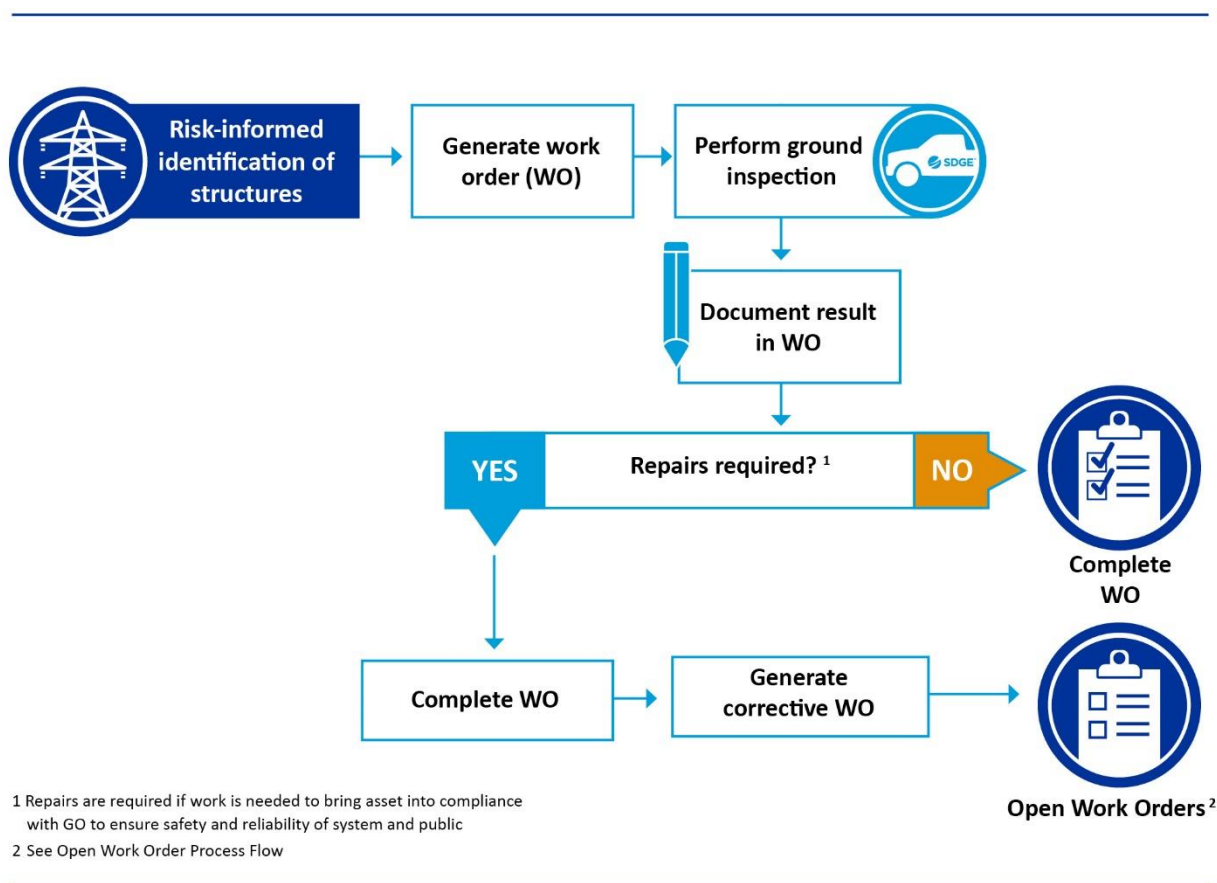 Risk-informed
identification of
structures
Generate work
order (WO)
Perform ground
inspection
SDGE
Document result
in WO
YES
Repairs required? 1
NO
Complete
WO
Complete WO
Generate
corrective WO
Open Work Orders 2
1 Repairs are required if work is needed to bring asset into compliance
with GO to ensure safety and reliability of system and public
2 See Open Work Order Process Flow